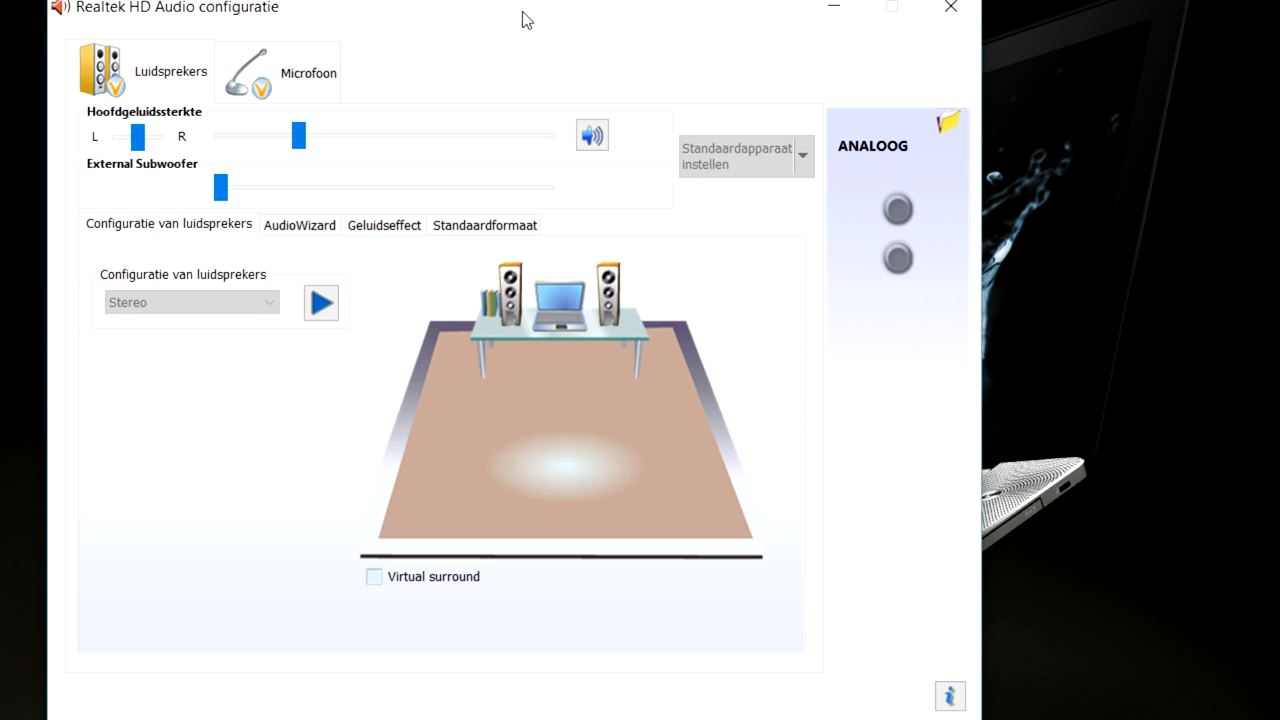 Realtek HD Audio configuratie
Luidsprekers
Microfoon
Hoofdgeluidssterkte
L R
External Subwoofer
Standaardapparaat
instellen
ANALOOG
Configuratie van luidsprekers AudioWizard Geluidseffect Standaardformaat
Configuratie van luidsprekers
Stereo
Virtual surround